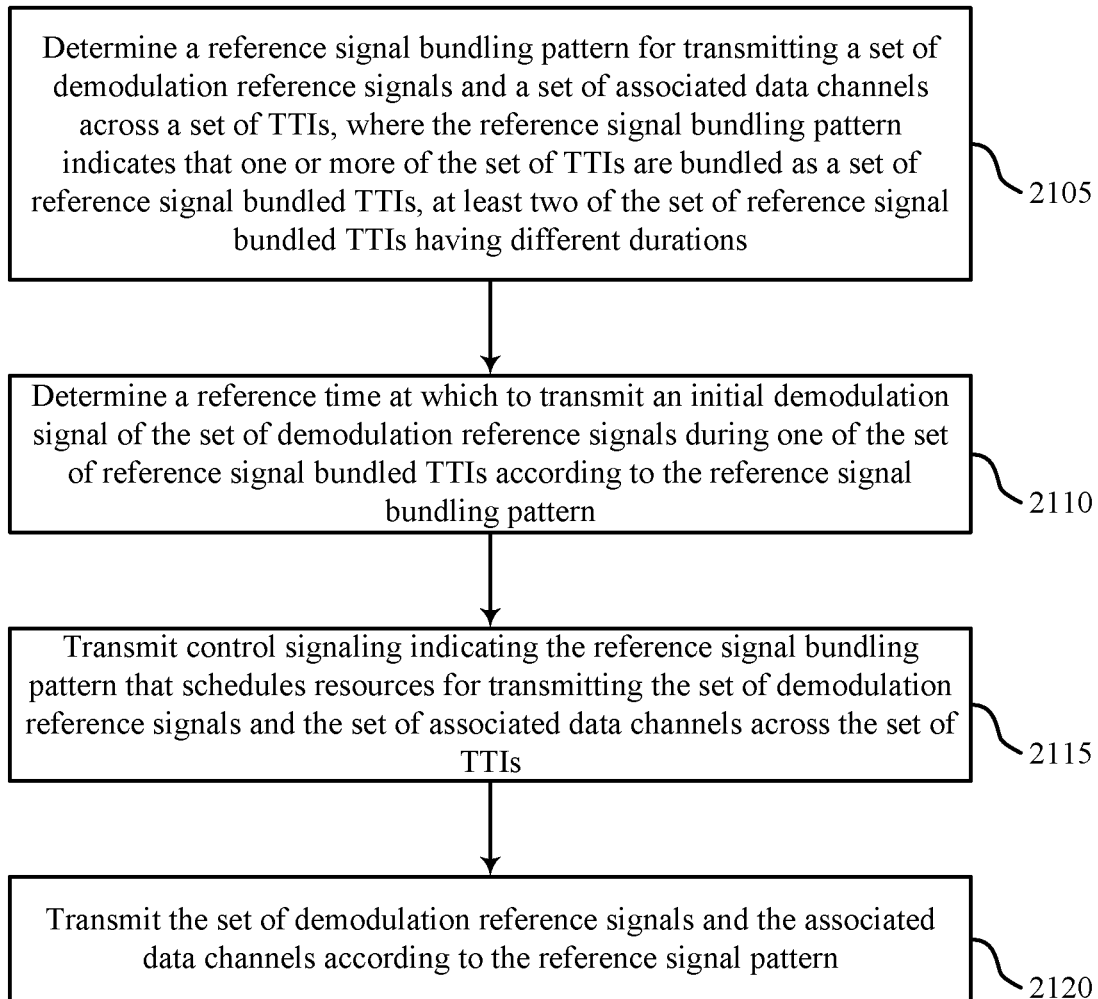 Determine a reference signal bundling pattern for transmitting a set of
demodulation reference signals and a set of associated data channels
across a set of TTIs, where the reference signal bundling pattern
indicates that one or more of the set of TTIs are bundled as a set of
reference signal bundled TTIs, at least two of the set of reference signal
bundled TTIs having different durations
2105
Determine a reference time at which to transmit an initial demodulation
signal of the set of demodulation reference signals during one of the set
of reference signal bundled TTIs according to the reference signal
bundling pattern
2110
Transmit control signaling indicating the reference signal bundling
pattern that schedules resources for transmitting the set of demodulation
reference signals and the set of associated data channels across the set of
TTIs
2115
Transmit the set of demodulation reference signals and the associated
data channels according to the reference signal pattern
2120